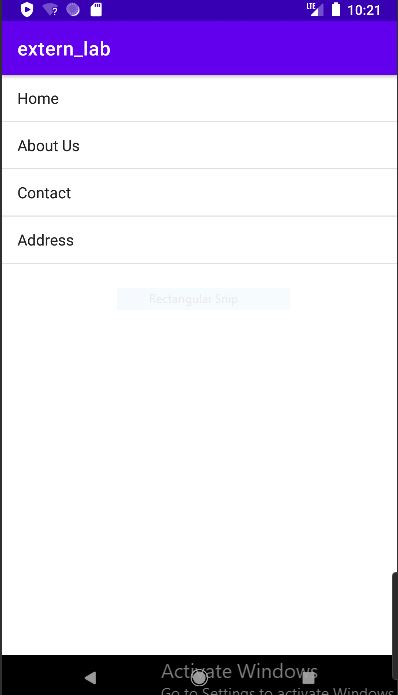 LTE 10:21
extern_lab
Home
About Us
Contact
Address
Rectangular Snip
Activate Windows
Go to Settings to activate Windows